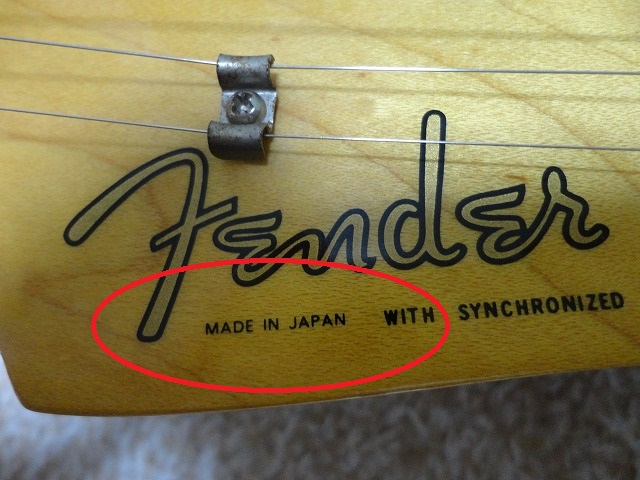 Fender
MADE IN JAPAN WITH SYNCHRONIZED